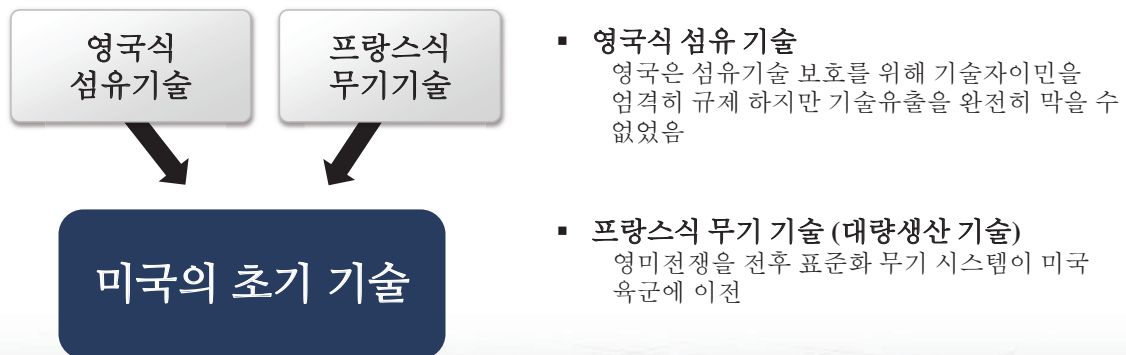 영국식
섬유기술
프랑스식
무기기술
미국의 초기 기술
▪ 영국식 섬유 기술
영국은 섬유기술 보호를 위해 기술자이민을
엄격히 규제 하지만 기술유출을 완전히 막을 수
없었음
▪ 프랑스식 무기 기술 (대량생산 기술)
영미전쟁을 전후 표준화 무기 시스템이 미국
육군에 이전